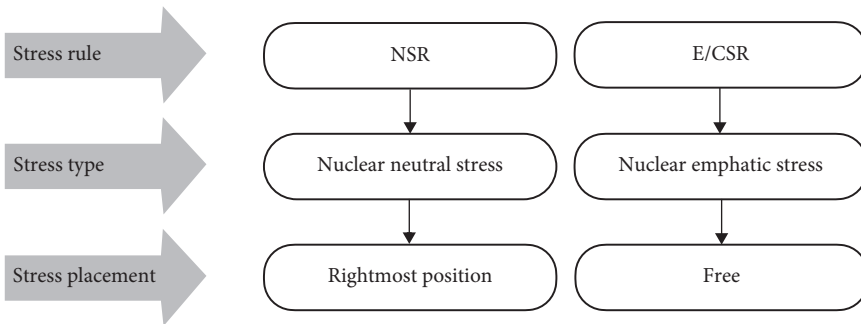 Stress rule
NSR
E/CSR
Stress type
Nuclear neutral stress
Nuclear emphatic stress
Stress placement
Rightmost position
Free